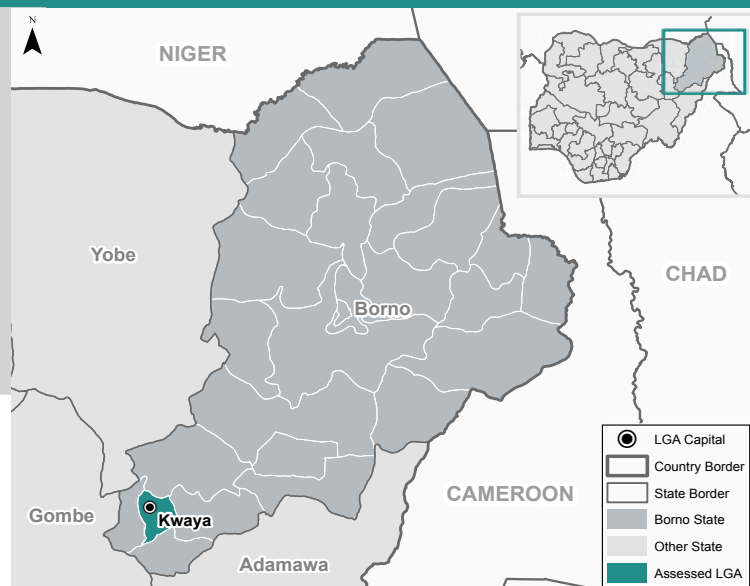 N
NIGER
Yobe
CHAD
Borno
CAMEROON
Gombe
Kwaya
Adamawa
LGA Capital
Country Border
State Border
Borno State
Other State
Assessed LGA